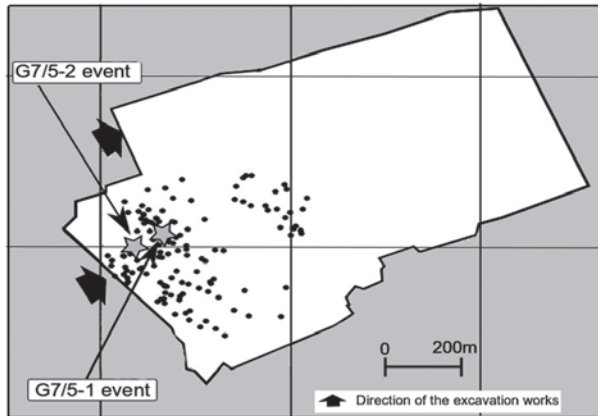 G7/5-2 event
0 200m
G7/5-1 event
Direction of the excavation works